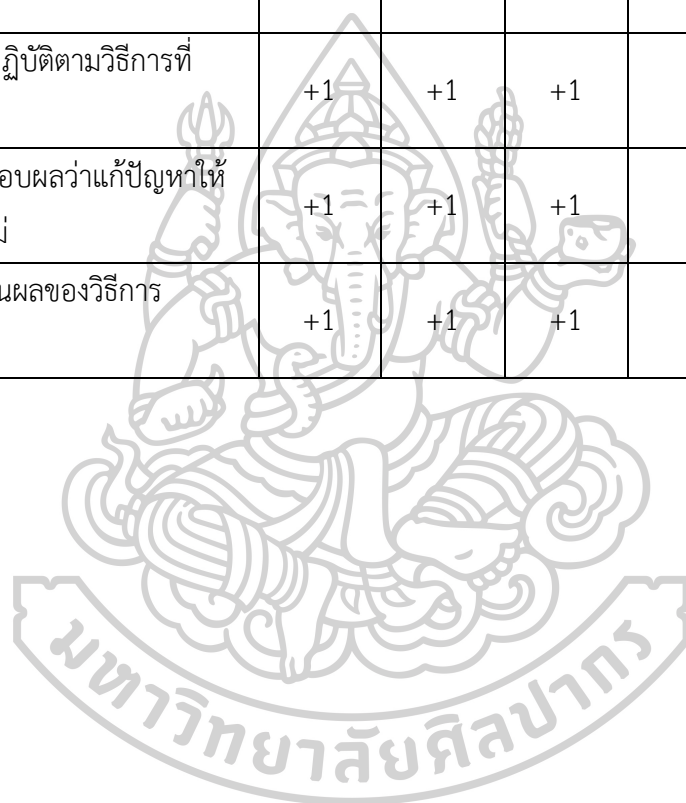 ฏิบัติตามวิธีการที่
+1 +1 +1
อบผลว่าแก้ปัญหาให้
+1 +1 +1
ม่
นผลของวิธีการ
+1 +1 +1
มหาวิทยาลัยศิลปากร